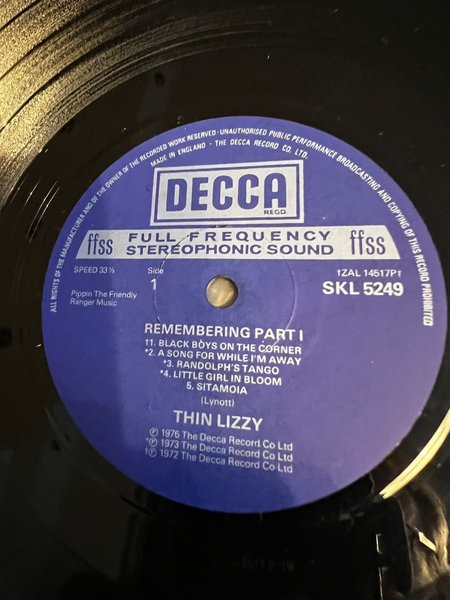 ALL RIGHTS OF THE MANUFACTURER AND OF THE OWNER OF THE RECORDED WORK RESERVED · UNAUTHORISED PUBLIC PERFORMANCE BROADCASTING AND COPYING OF THIS RECORD PROHIBITED
MADE IN ENGLAND · THE DECCA RECORD CO. LTD.
DECCA
REGD.
ffss FULL FREQUENCY STEREOPHONIC SOUND ffss
SPEED 33⅓
Side
1
†ZAL 14517P†
SKL 5249
Pippin The Friendly
Ranger Music
REMEMBERING PART I
†1. BLACK BOYS ON THE CORNER
*2. A SONG FOR WHILE I'M AWAY
*3. RANDOLPH'S TANGO
*4. LITTLE GIRL IN BLOOM
5. SITAMOIA
(Lynott)
THIN LIZZY
℗ 1976 The Decca Record Co Ltd
*℗ 1973 The Decca Record Co Ltd
†℗ 1972 The Decca Record Co Ltd